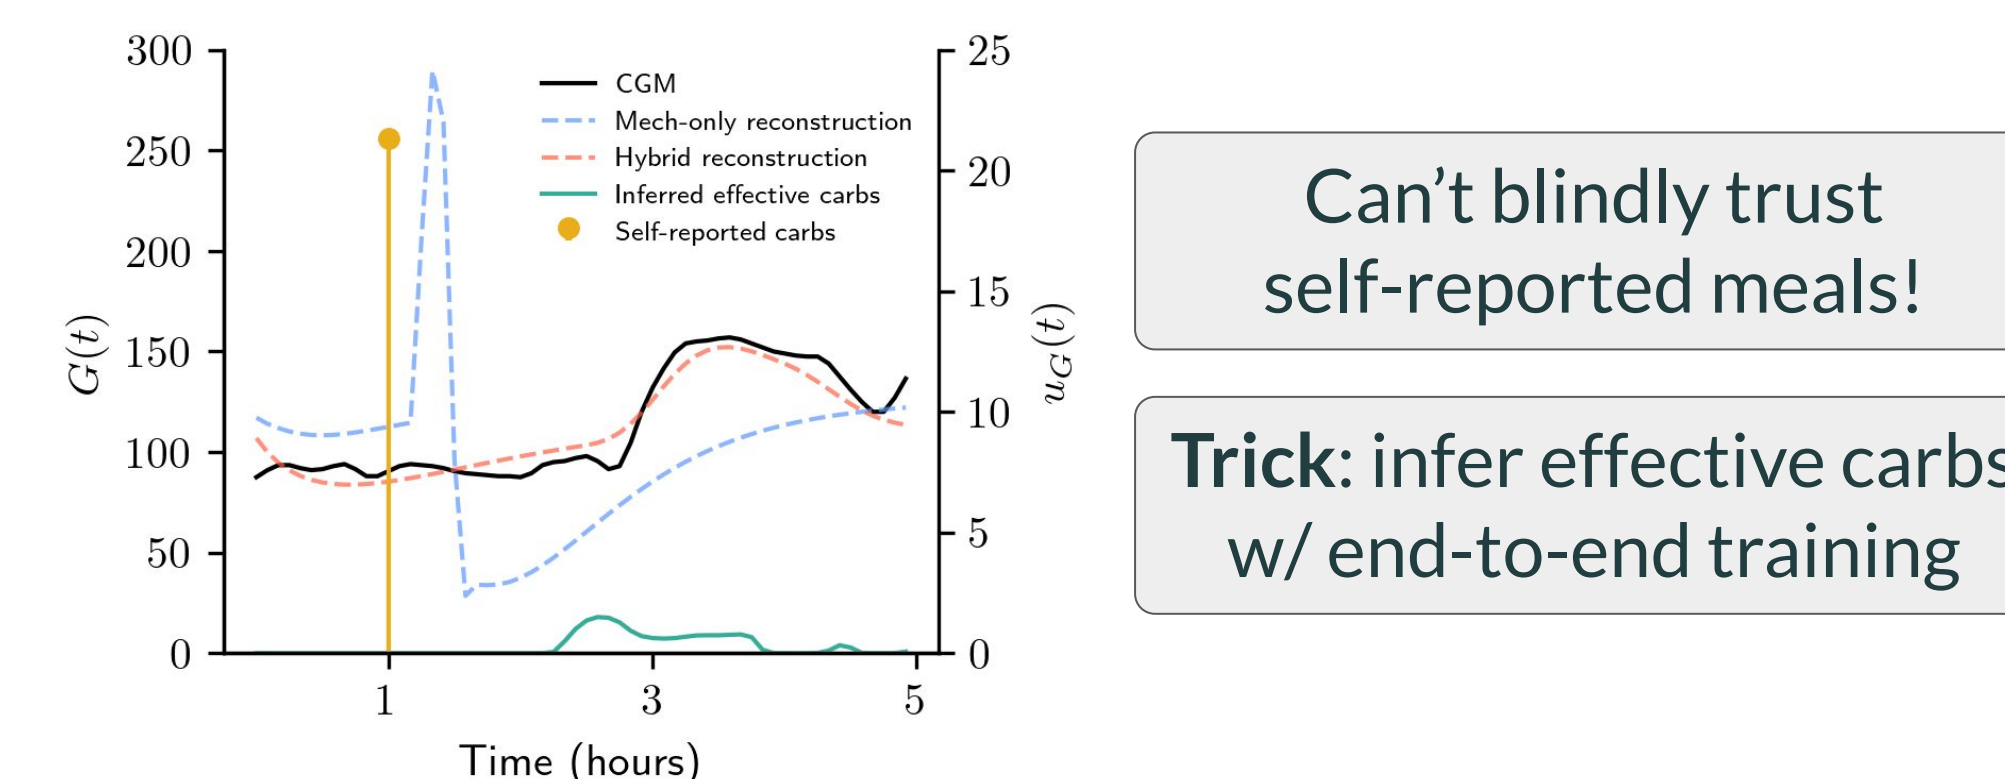 300
250
200
150
100
50
0
G(t)
25
20
15
10
5
0
u_G(t)
1
3
5
Time (hours)
CGM
Mech-only reconstruction
Hybrid reconstruction
Inferred effective carbs
Self-reported carbs
Can't blindly trust
self-reported meals!
Trick: infer effective carbs
w/ end-to-end training